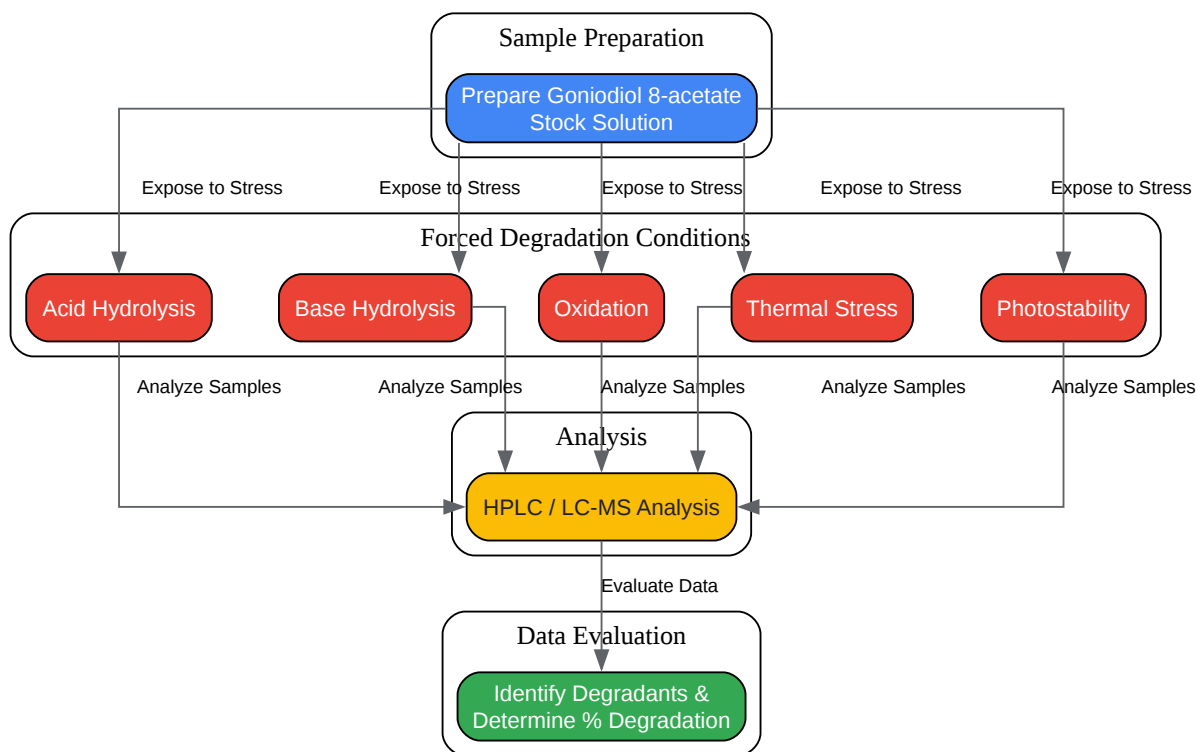 Sample Preparation
Prepare Goniodiol 8-acetate
Stock Solution
Expose to Stress
Expose to Stress
Expose to Stress
Expose to Stress
Expose to Stress
Forced Degradation Conditions
Acid Hydrolysis
Base Hydrolysis
Oxidation
Thermal Stress
Photostability
Analyze Samples
Analyze Samples
Analyze Samples
Analyze Samples
Analyze Samples
Analysis
HPLC / LC-MS Analysis
Evaluate Data
Data Evaluation
Identify Degradants &
Determine % Degradation